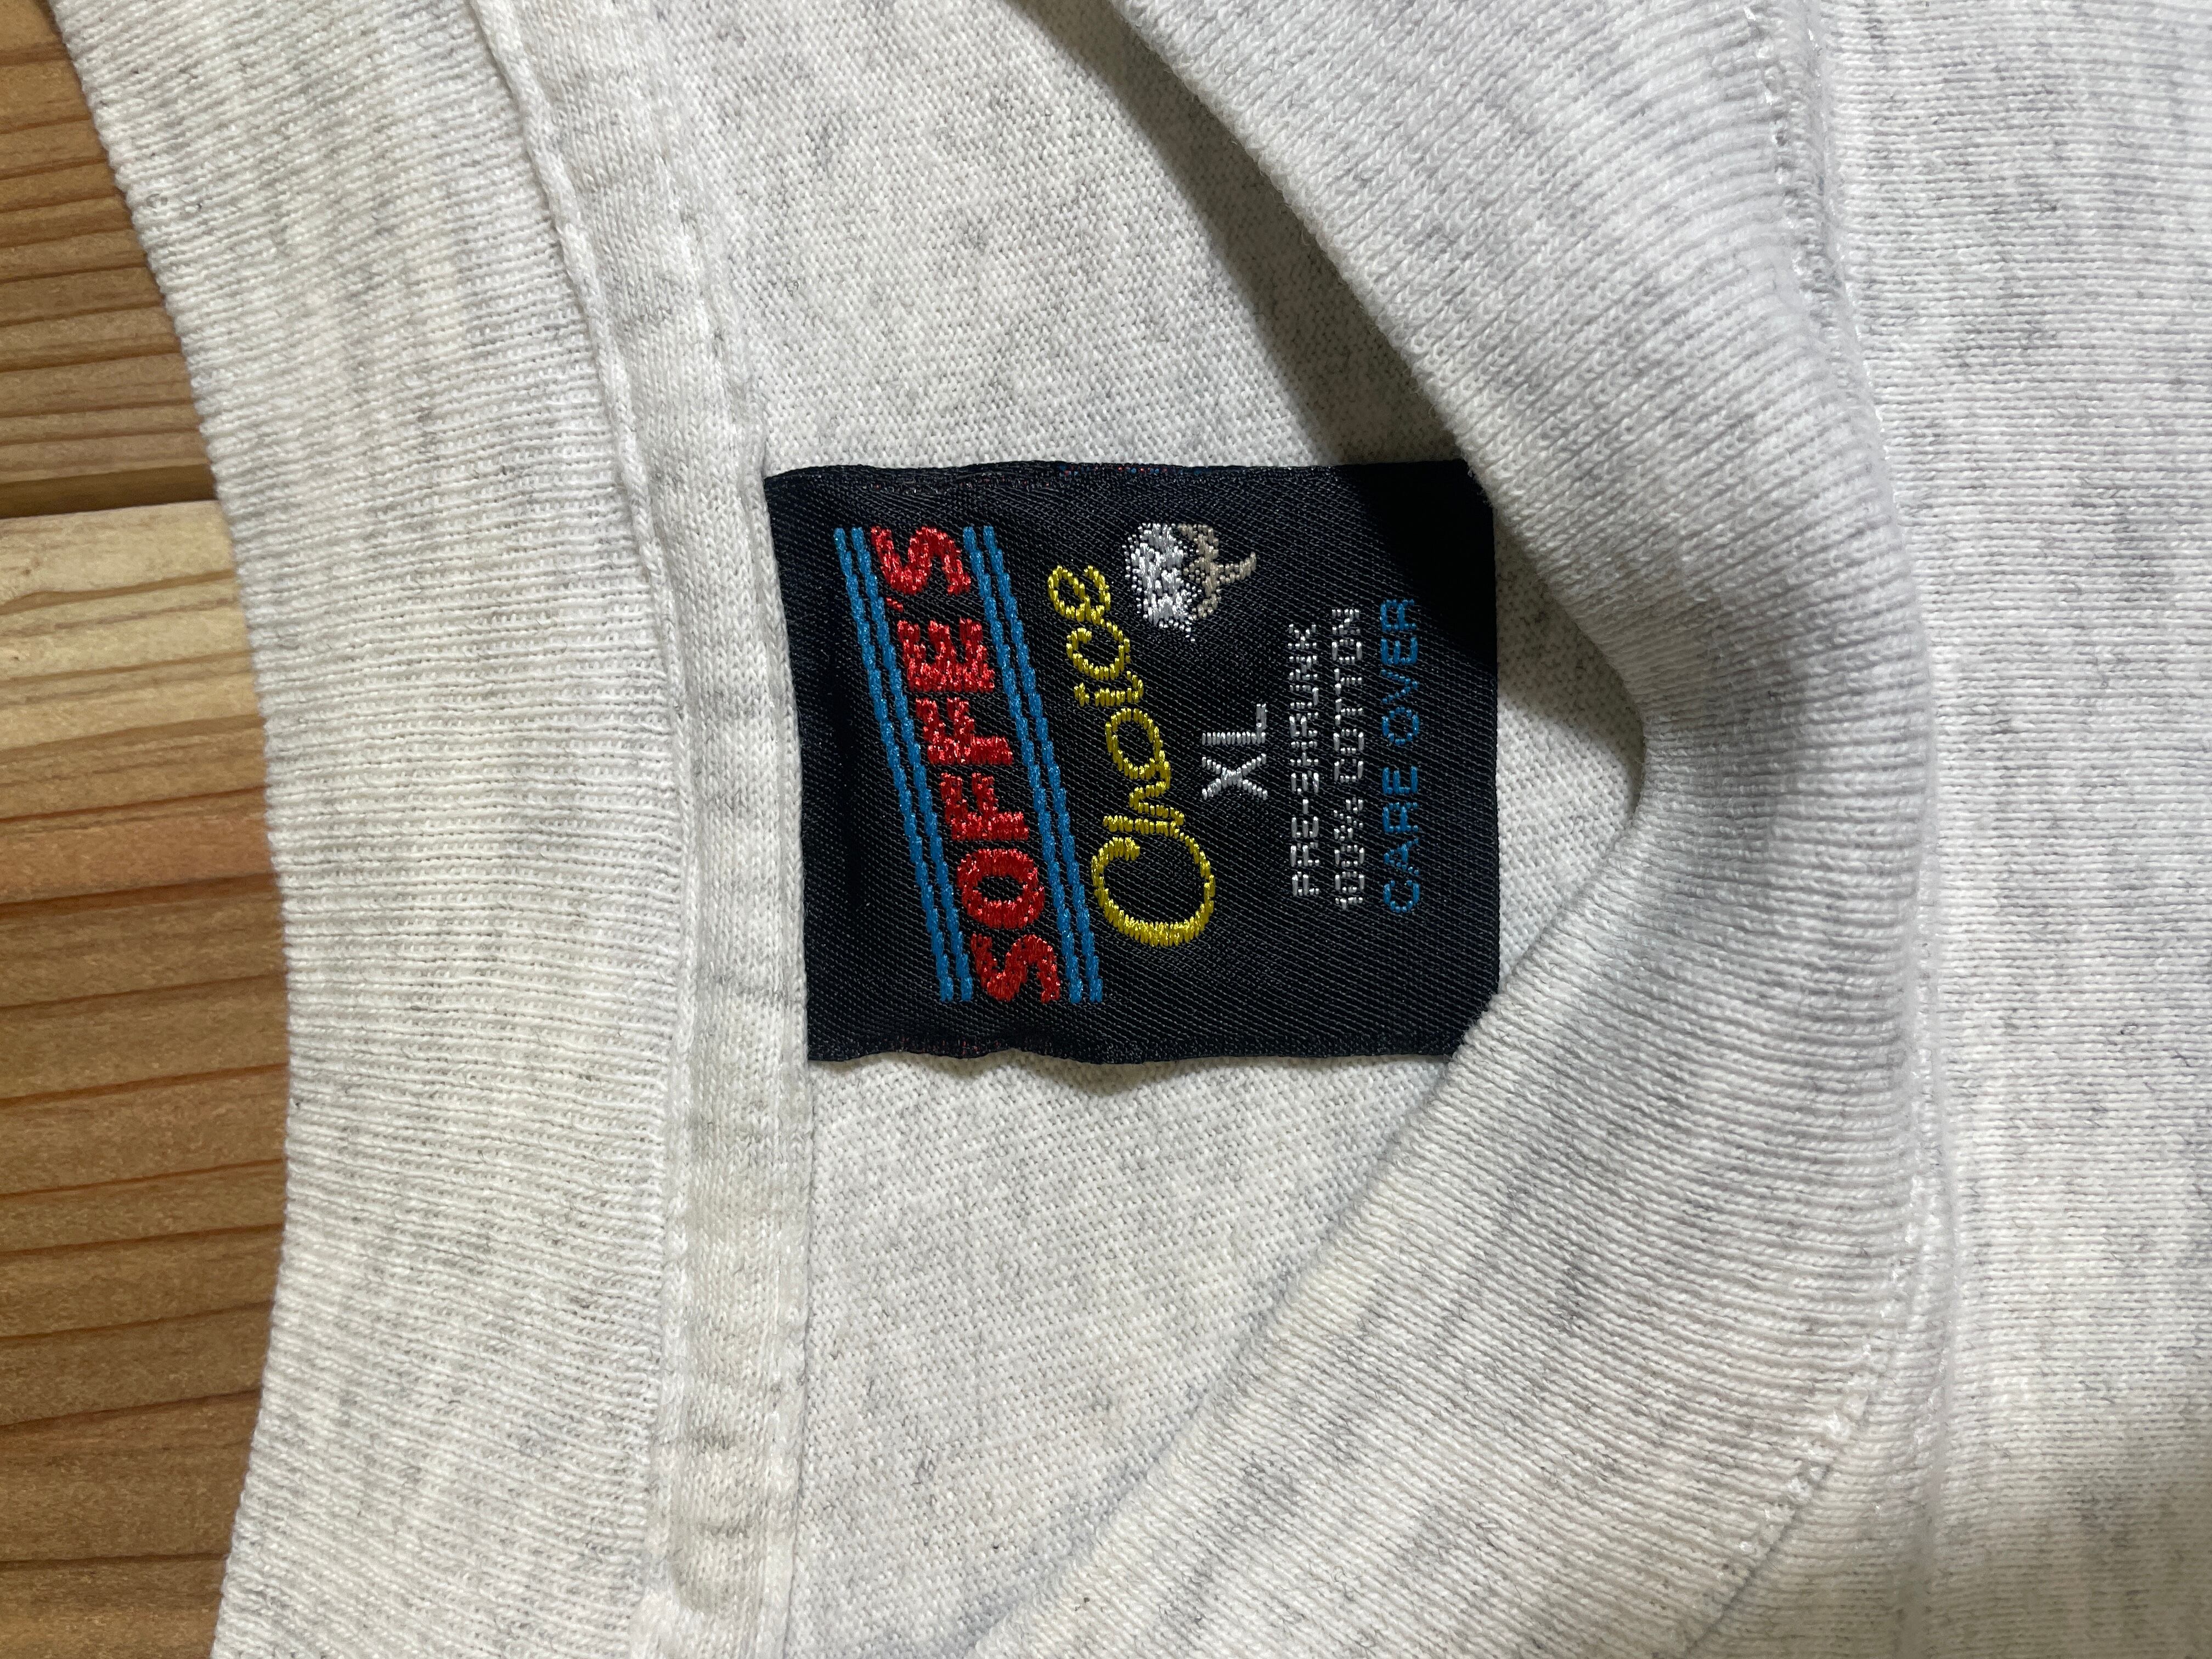 SOFFE'S
Choice
XL
PRE-SHRUNK
100% COTTON
CARE OVER